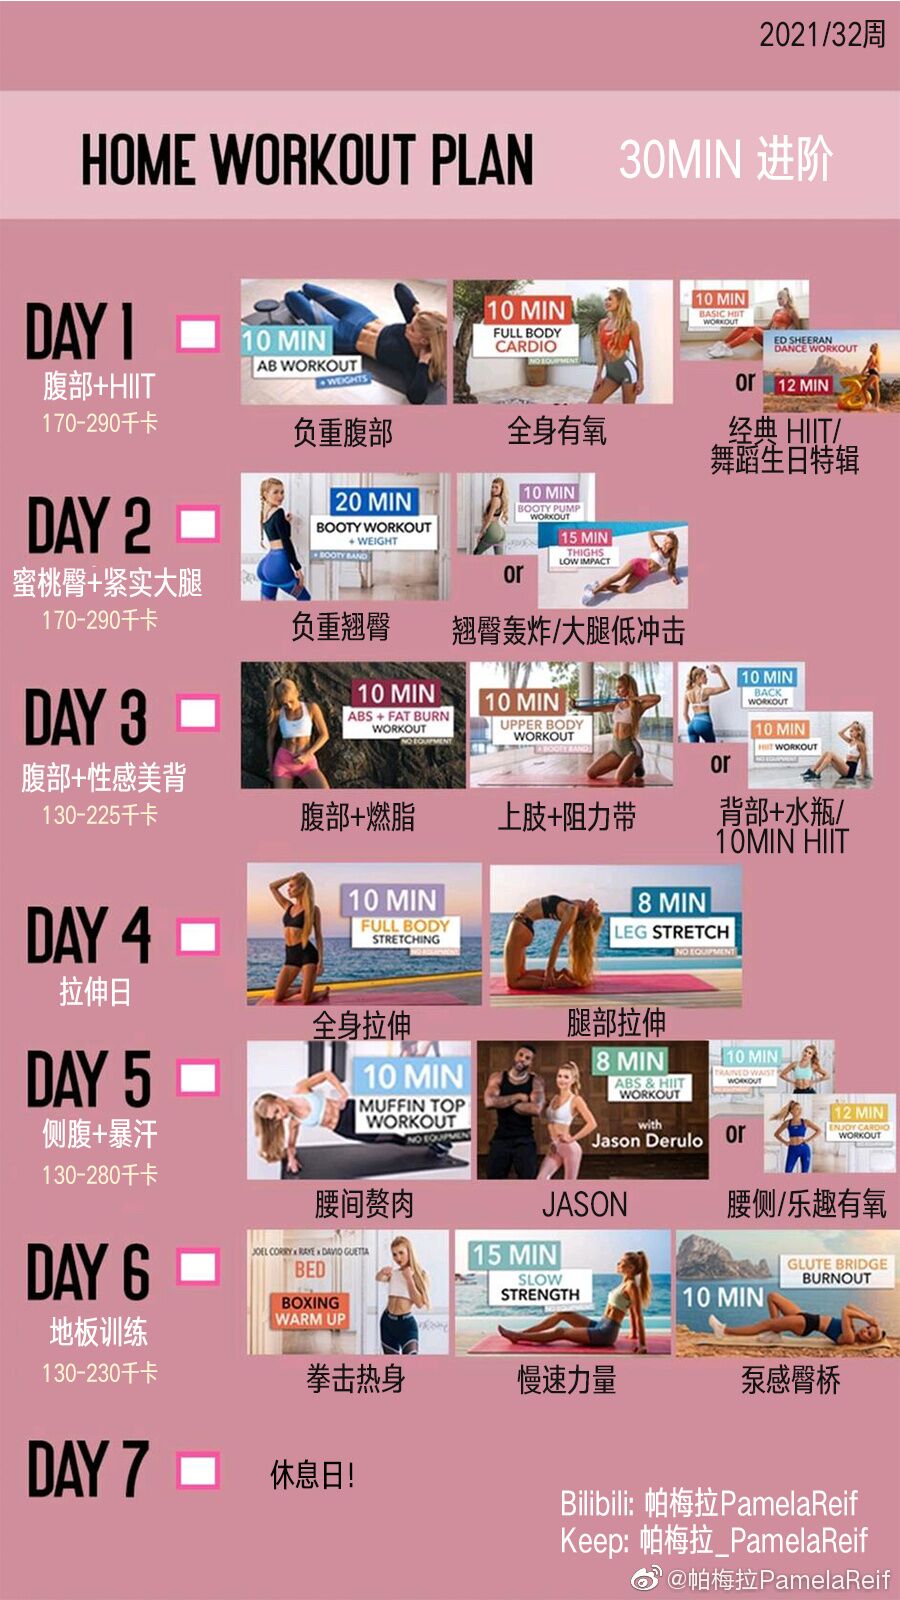 2021/32周
HOME WORKOUT PLAN 30MIN 进阶
DAY 1
腹部+HIIT
170-290千卡
10 MIN
AB WORKOUT
+ WEIGHTS
负重腹部
10 MIN
FULL BODY
CARDIO
NO EQUIPMENT
全身有氧
10 MIN
BASIC HIIT
WORKOUT
or
ED SHEERAN
DANCE WORKOUT
12 MIN
经典 HIIT/
舞蹈生日特辑
DAY 2
蜜桃臀+紧实大腿
170-290千卡
20 MIN
BOOTY WORKOUT
+ WEIGHT
+ BOOTY BAND
负重翘臀
10 MIN
BOOTY PUMP
WORKOUT
or
15 MIN
THIGHS
LOW IMPACT
翘臀轰炸/大腿低冲击
DAY 3
腹部+性感美背
130-225千卡
10 MIN
ABS + FAT BURN
WORKOUT
NO EQUIPMENT
腹部+燃脂
10 MIN
UPPER BODY
WORKOUT
+ BOOTY BAND
上肢+阻力带
10 MIN
BACK
WORKOUT
or
10 MIN
HIIT WORKOUT
NO EQUIPMENT
背部+水瓶/
10MIN HIIT
DAY 4
拉伸日
10 MIN
FULL BODY
STRETCHING
NO EQUIPMENT
全身拉伸
8 MIN
LEG STRETCH
NO EQUIPMENT
腿部拉伸
DAY 5
侧腹+暴汗
130-280千卡
10 MIN
MUFFIN TOP
WORKOUT
NO EQUIPMENT
腰间赘肉
8 MIN
ABS & HIIT
WORKOUT
with
Jason Derulo
JASON
10 MIN
TRAINED WAIST
WORKOUT
or
12 MIN
ENJOY CARDIO
WORKOUT
腰侧/乐趣有氧
DAY 6
地板训练
130-230千卡
JOEL CORRY x RAYE x DAVID GUETTA
BED
BOXING
WARM UP
拳击热身
15 MIN
SLOW
STRENGTH
NO EQUIPMENT
慢速力量
GLUTE BRIDGE
BURNOUT
10 MIN
泵感臀桥
DAY 7
休息日!
Bilibili: 帕梅拉PamelaReif
Keep: 帕梅拉_PamelaReif
@帕梅拉PamelaReif